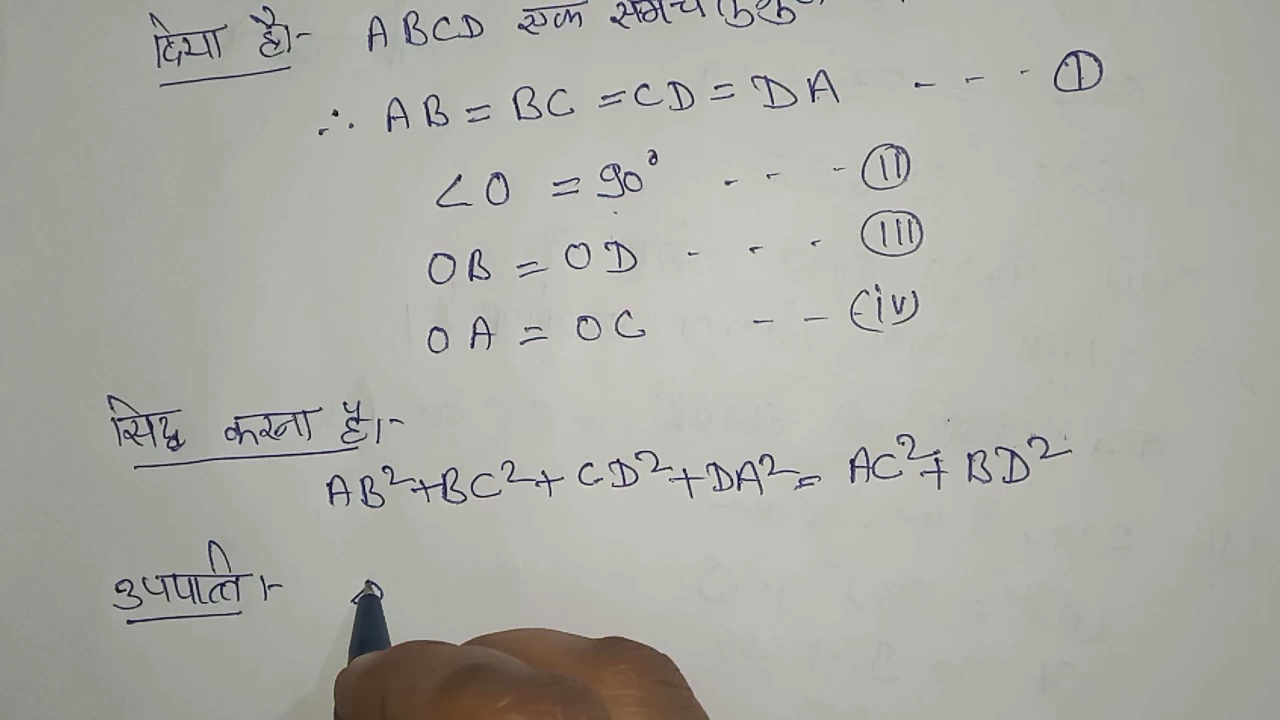 दिया है।- ABCD एक समचतुर्भुज
∴ AB = BC = CD = DA - - - (I)
<O = 90° - - - (II)
OB = OD - - - (III)
OA = OC - - (iv)
सिद्ध करना है।-
AB²+BC²+CD²+DA² = AC²+BD²
उपपत्ति।-